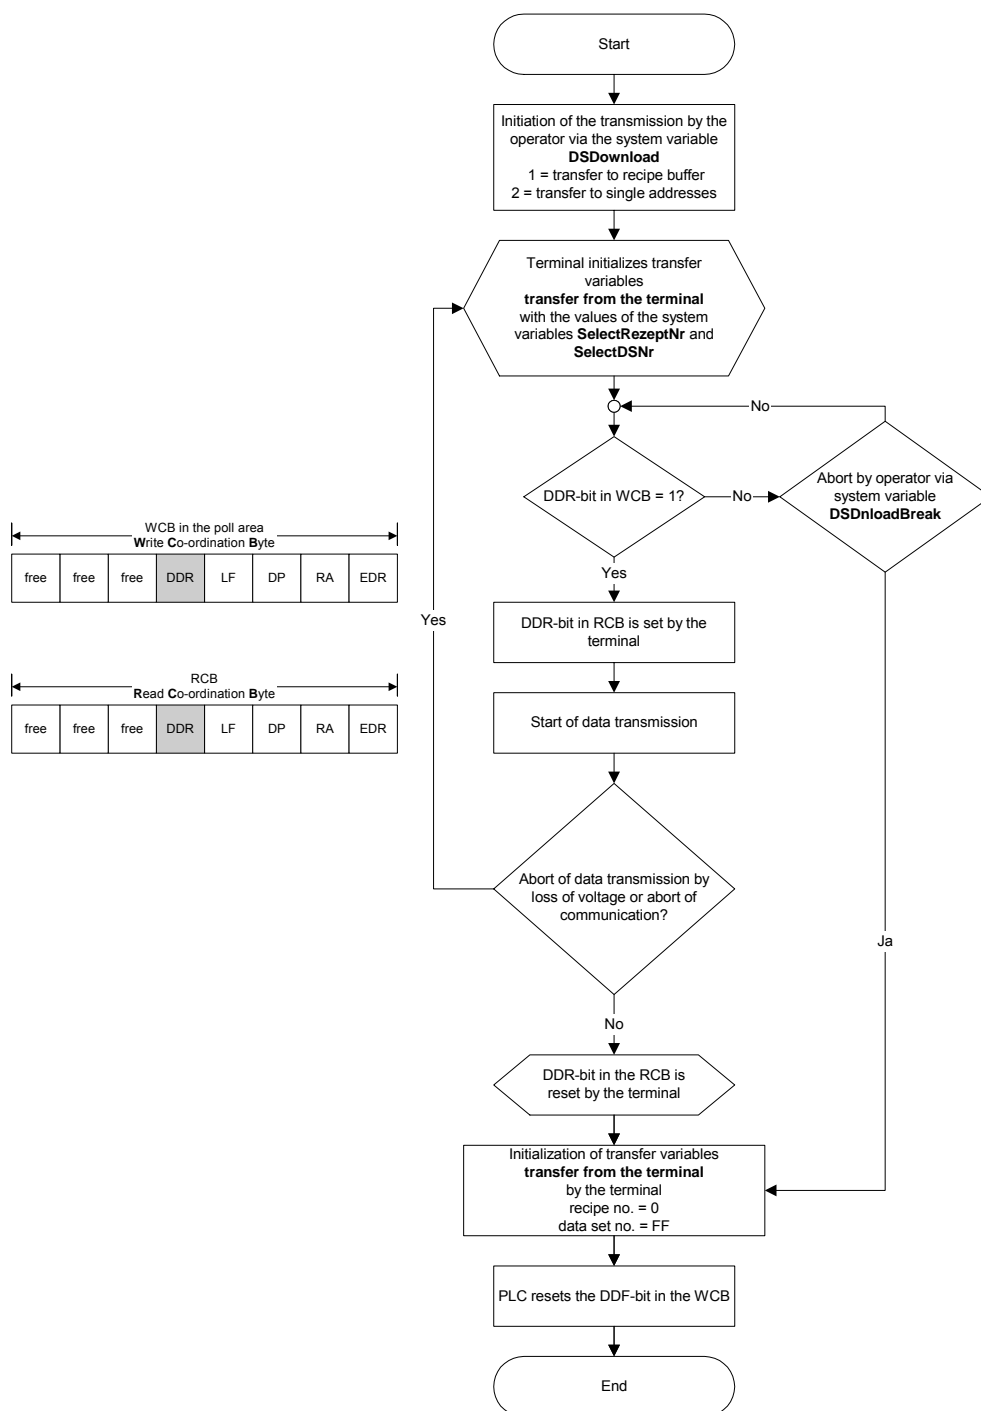 Start
Initiation of the transmission by the
operator via the system variable
DSDownload
1 = transfer to recipe buffer
2 = transfer to single addresses
Terminal initializes transfer
variables
transfer from the terminal
with the values of the system
variables SelectRezeptNr and
SelectDSNr
No
DDR-bit in WCB = 1?
No
Abort by operator via
system variable
DSDnloadBreak
WCB in the poll area
Write Co-ordination Byte
free free free DDR LF DP RA EDR
Yes
DDR-bit in RCB is set by the
terminal
Yes
RCB
Read Co-ordination Byte
free free free DDR LF DP RA EDR
Start of data transmission
Abort of data transmission by
loss of voltage or abort of
communication?
Ja
No
DDR-bit in the RCB is
reset by the terminal
Initialization of transfer variables
transfer from the terminal
by the terminal
recipe no. = 0
data set no. = FF
PLC resets the DDF-bit in the WCB
End